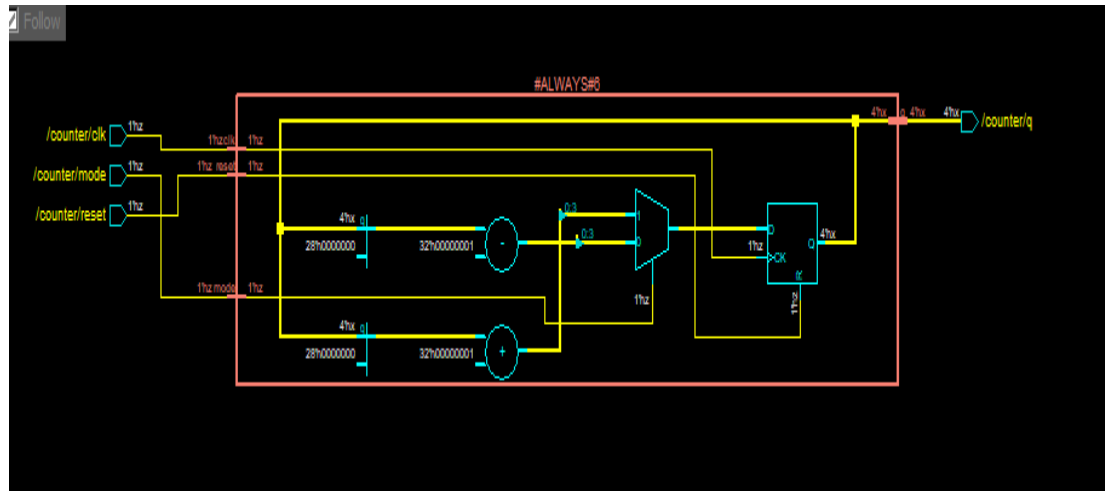 Follow
#ALWAYS#6
/counter/clk 1'hz 1'hz clk 1'hz
/counter/mode 1'hz 1'hz reset 1'hz
/counter/reset 1'hz
4'hx q 4'hx 4'hx /counter/q
0:3
4'hx q 0:3 1
28'h0000000 32'h00000001 - 0
D Q 4'hx
1'hz CK
R
1'hz mode 1'hz 1'hz 1'hz
4'hx q
28'h0000000 32'h00000001 +